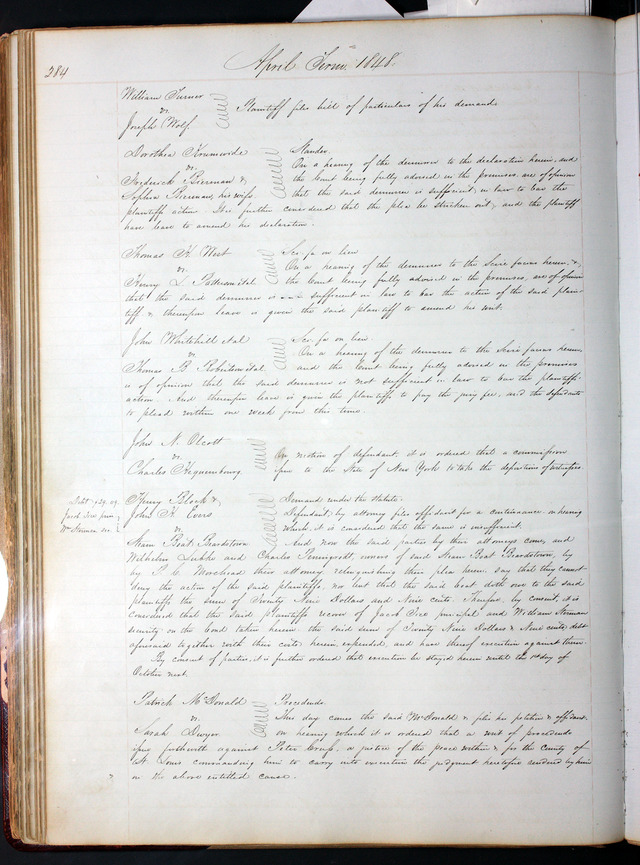 284
April Term 1848.
William Turner
vs.
Joseph Wolf.
Plaintiff files bill of particulars of his demand
Dorothea
vs.
Frederick Bierman &
Sophia Bierman, his wife
Slander.
On a hearing of the demurrer to the declaration herein, and
the Court being fully advised in the premises, are of opinion
that the said demurrer is sufficient in law to bar the
plaintiffs action. It is further considered that the plea be stricken out, and the plaintiff
have leave to amend his declaration.
Thomas H. West
vs.
Henry L. Patterson et al
Sci. fa on lien
On a hearing of the demurrer to the Scire facias herein, &
the Court being fully advised in the premises, are of opinion
that the said demurrer is sufficient in law to bar the action of the said plain-
tiff & thereupon leave is given the said plaintiff to amend his writ.
John Whitehill et al
vs
Thomas B. et al.
Sci. fa on lien.
On a hearing of the demurrer to the Scire facias herein,
and the Court being fully advised in the premises
is of opinion that the said demurrer is not sufficient in law to bar the plaintiffs
action. And thereupon leave is given the plaintiffs to pay the jury fee, and the defendants
to plead within one week from this time.
John N. Olcott
vs.
Charles
On motion of defendant, it is ordered that a commission
issue to the State of New York to take the deposition of witnesses
Debt $29.09.
Jacob prin.
Wm sec
Henry Block &
John H. Evers
vs.
Steam Boat Beardstown
Demand under the statute.
Defendant, by attorney files affidavit for a continuance on hearing
which, it is considered that the same is insufficient.
And now the said parties by their attorneys come, and
Wilhelm and Charles owners of said Steam Boat Beardstown, by
by their attorney relinquishing their plea herein, say that they cannot
deny the action of the said plaintiffs, nor but that the said boat doth owe to the said
plaintiffs the sum of Twenty Nine Dollars and Nine cents. Therefore by consent, it is
considered that the said plaintiffs recover of Jacob principal and William
security on the bond taken herein the said sum of Twenty Nine Dollars & Nine cents, debt
aforesaid together with their costs herein expended, and have thereof execution against them.
By consent of parties, it is further ordered that execution be stayed herein until the 1st day of
October next.
Patrick McDonald
vs.
Sarah Dwyer
Procedendo.
This day comes the said McDonald & files his petition & affidavit,
on hearing which it is ordered that a writ of procedendo
issue forthwith against Peter a justice of the peace within & for the County of
St Louis commanding him to carry into execution the judgment heretofore rendered by him
in the above entitled cause.